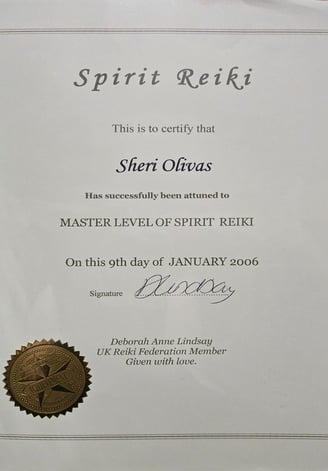 Spirit Reiki
This is to certify that
Sheri Olivas
Has successfully been attuned to
MASTER LEVEL OF SPIRIT REIKI
On this 9th day of JANUARY 2006
Signature DLindsay
Deborah Anne Lindsay
UK Reiki Federation Member
Given with love.